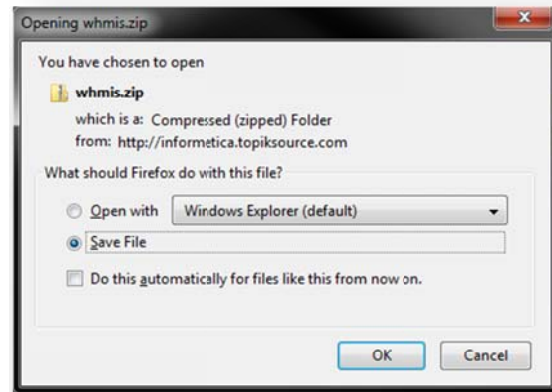 Opening whmis.zip
You have chosen to open
whmis.zip
which is a: Compressed (zipped) Folder
from: http://informetica.topiksource.com
What should Firefox do with this file?
Open with Windows Explorer (default)
Save File
Do this automatically for files like this from now on.
OK Cancel